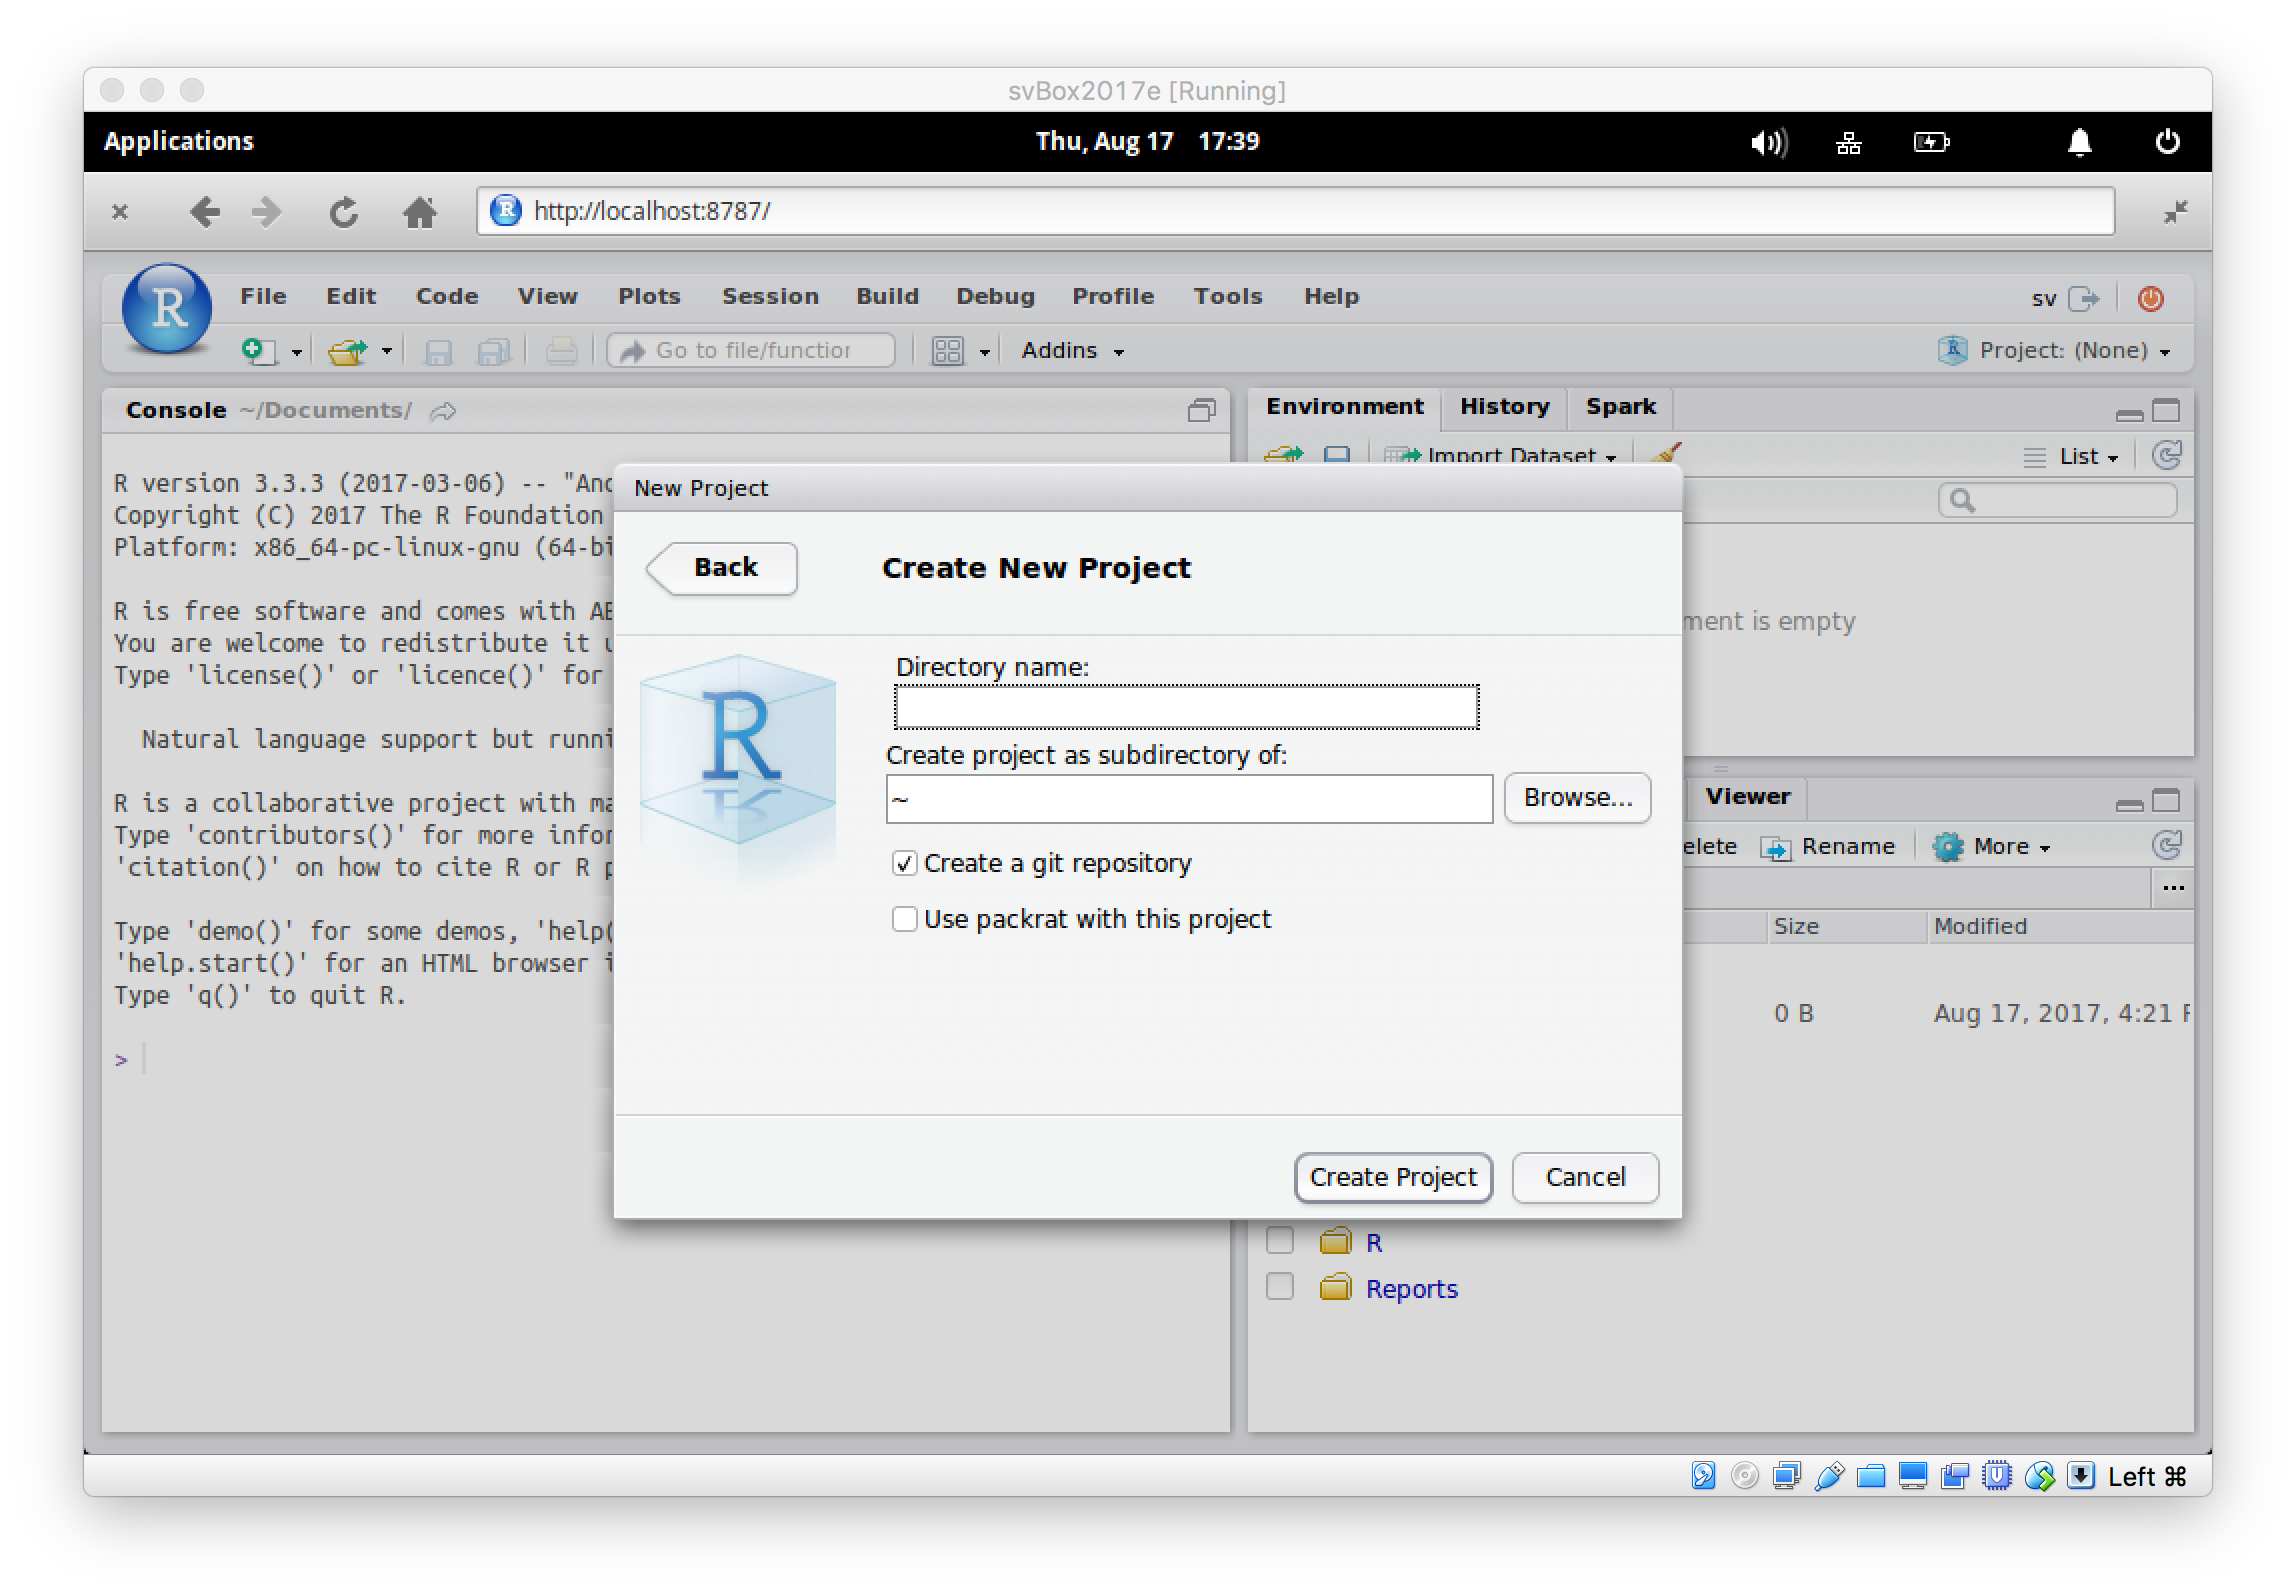 svBox2017e [Running]
Applications
Thu, Aug 17 17:39
http://localhost:8787/
R
File Edit Code View Plots Session Build Debug Profile Tools Help
sv
Go to file/function
Addins
Project: (None)
Console ~/Documents/
Environment History Spark
Import Dataset
List
R version 3.3.3 (2017-03-06) -- "Ano
Copyright (C) 2017 The R Foundation
Platform: x86_64-pc-linux-gnu (64-bi
R is free software and comes with AB
You are welcome to redistribute it u
Type 'license()' or 'licence()' for
Natural language support but runni
R is a collaborative project with ma
Type 'contributors()' for more infor
'citation()' on how to cite R or R p
Type 'demo()' for some demos, 'help(
'help.start()' for an HTML browser i
Type 'q()' to quit R.
>
New Project
Back
Create New Project
R
Directory name:
Create project as subdirectory of:
~
Browse...
Create a git repository
Use packrat with this project
Create Project
Cancel
ment is empty
Viewer
elete
Rename
More
...
Size
Modified
0 B
Aug 17, 2017, 4:21 P
R
Reports
Left ⌘